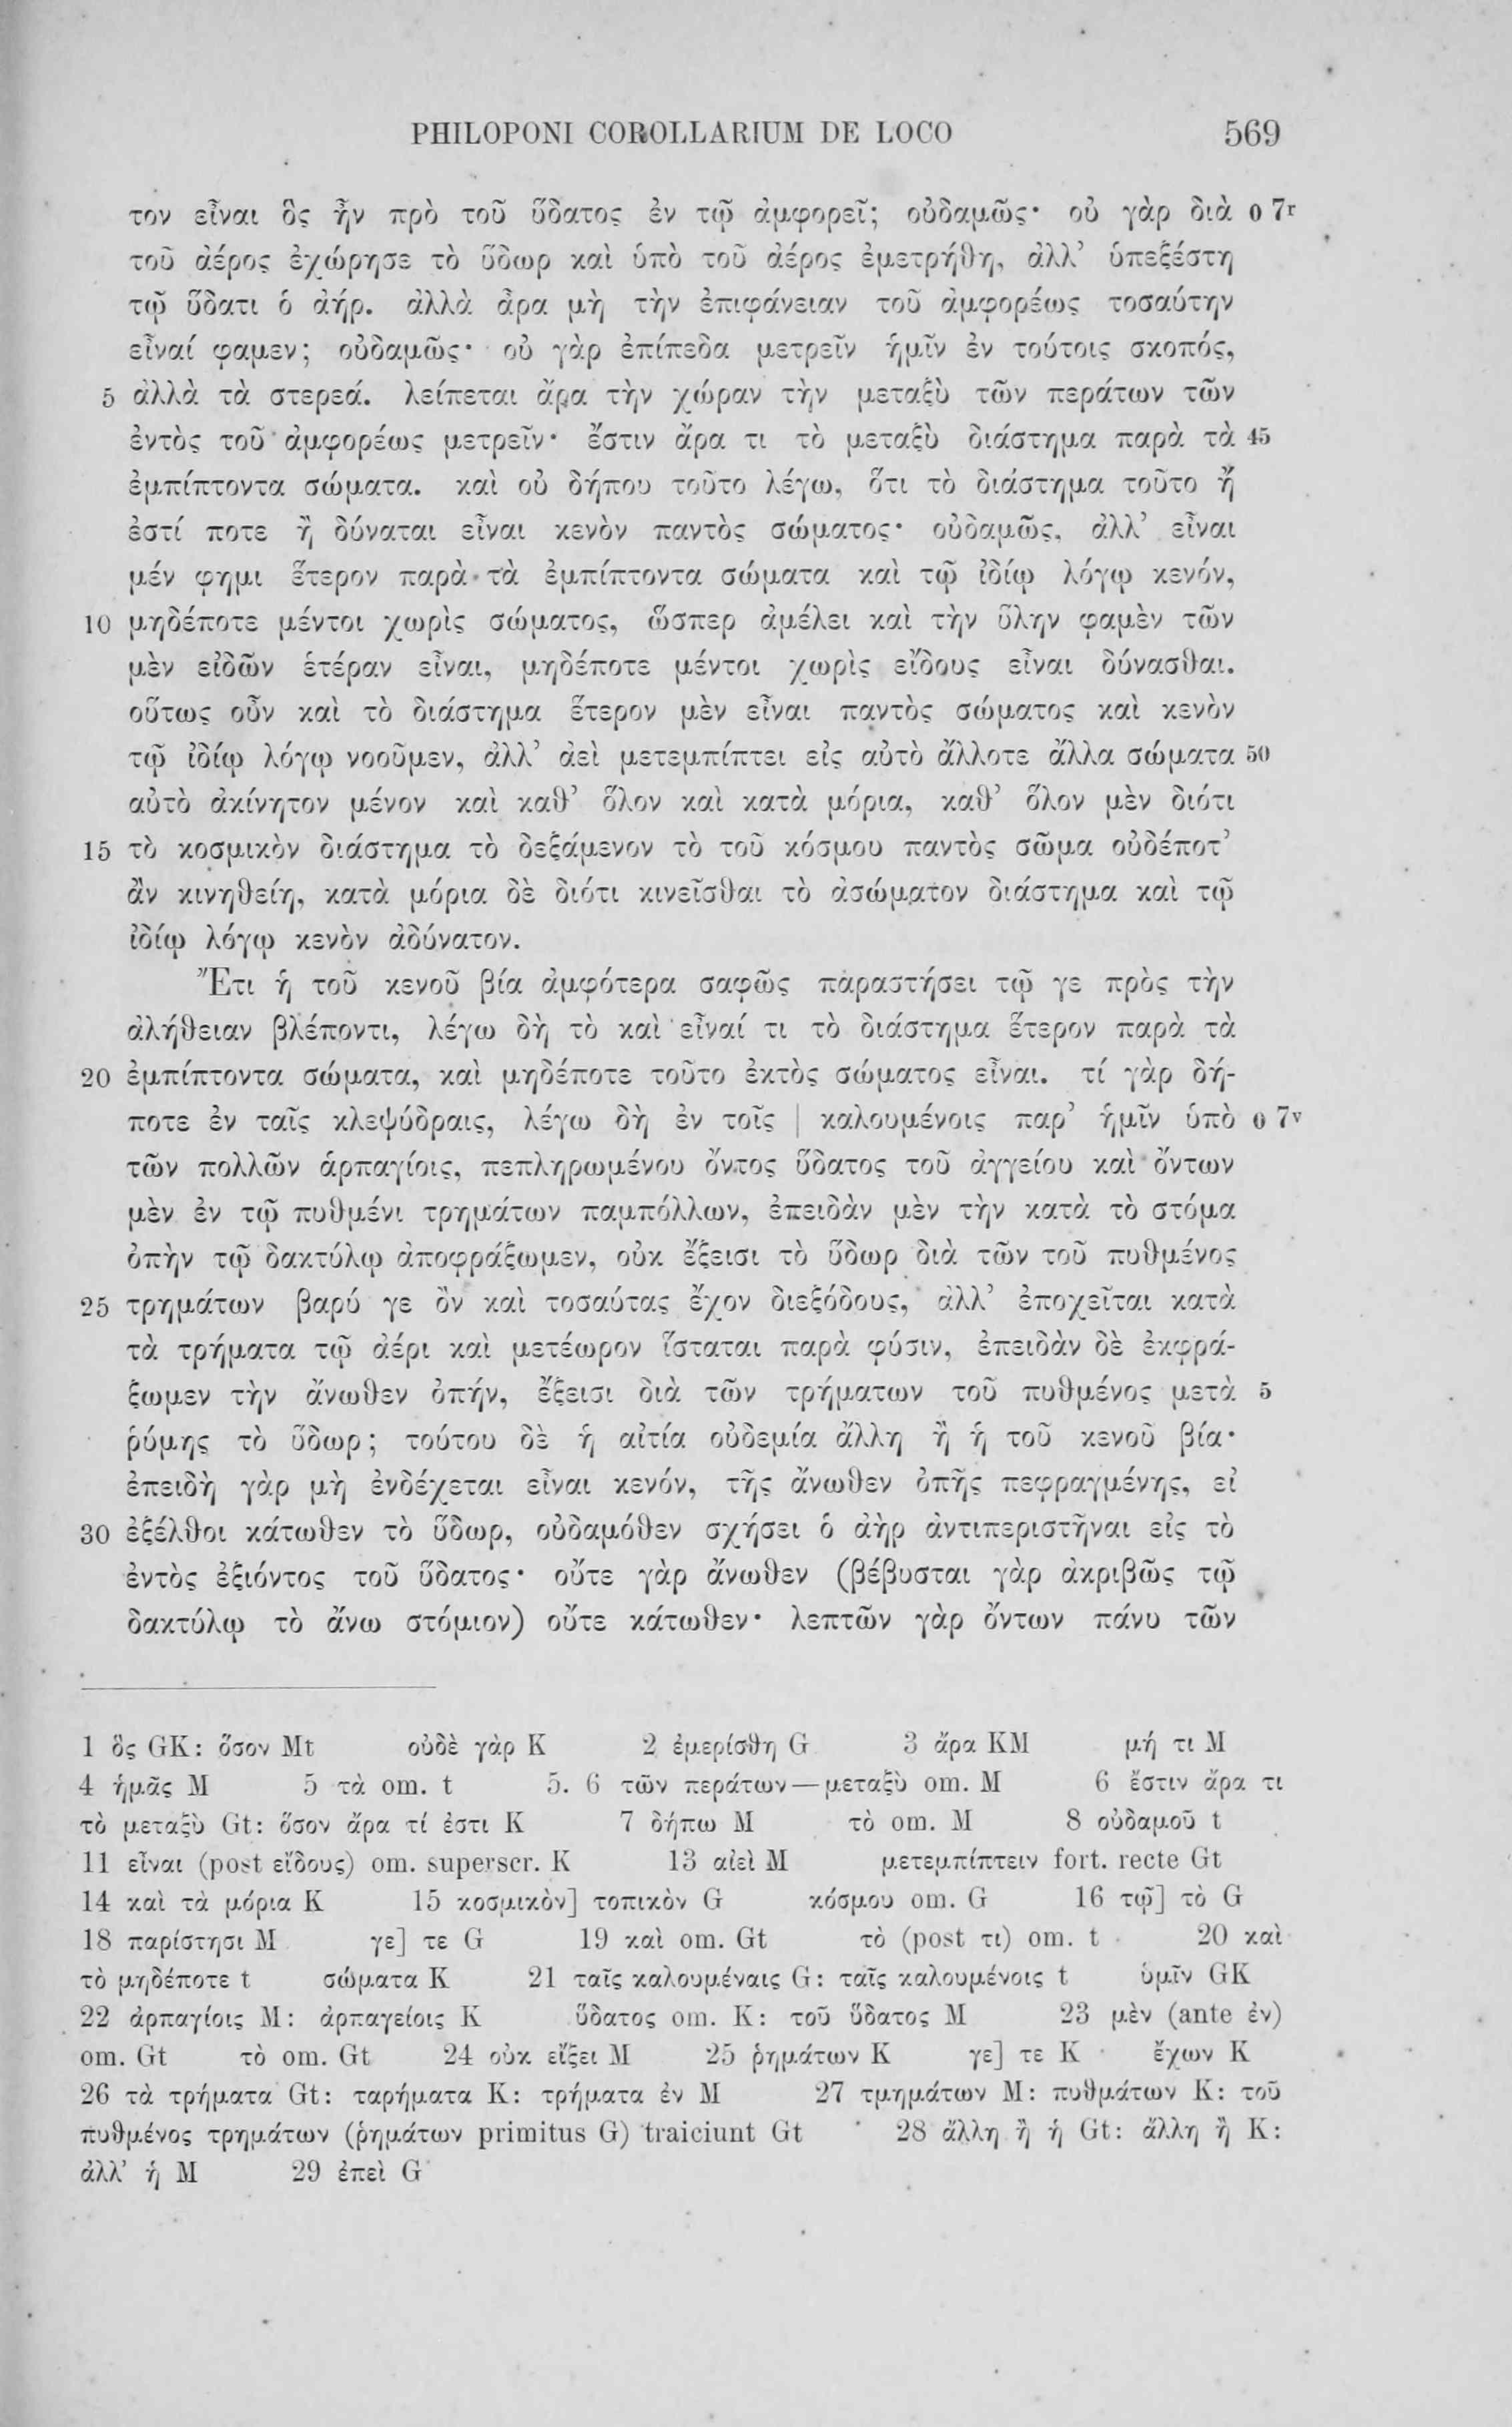 PHILOPONI COROLLARIUM DE LOCO 569
τον εἶναι ὃς ἦν πρὸ τοῦ ὕδατος ἐν τῷ ἀμφορεῖ; οὐδαμῶς· οὐ γὰρ διὰ o 7r
τοῦ ἀέρος ἐχώρησε τὸ ὕδωρ καὶ ὑπὸ τοῦ ἀέρος ἐμετρήθη, ἀλλ’ ὑπεξέστη
τῷ ὕδατι ὁ ἀήρ. ἀλλὰ ἆρα μὴ τὴν ἐπιφάνειαν τοῦ ἀμφορέως τοσαύτην
εἶναί φαμεν; οὐδαμῶς· οὐ γὰρ ἐπίπεδα μετρεῖν ἡμῖν ἐν τούτοις σκοπός,
5 ἀλλὰ τὰ στερεά. λείπεται ἄρα τὴν χώραν τὴν μεταξὺ τῶν περάτων τῶν
ἐντὸς τοῦ ἀμφορέως μετρεῖν· ἔστιν ἄρα τι τὸ μεταξὺ διάστημα παρὰ τὰ 45
ἐμπίπτοντα σώματα. καὶ οὐ δήπου τοῦτο λέγω, ὅτι τὸ διάστημα τοῦτο ἤ
ἐστί ποτε ἢ δύναται εἶναι κενὸν παντὸς σώματος· οὐδαμῶς, ἀλλ’ εἶναι
μέν φημι ἕτερον παρὰ τὰ ἐμπίπτοντα σώματα καὶ τῷ ἰδίῳ λόγῳ κενόν,
10 μηδέποτε μέντοι χωρὶς σώματος, ὥσπερ ἀμέλει καὶ τὴν ὕλην φαμὲν τῶν
μὲν εἰδῶν ἑτέραν εἶναι, μηδέποτε μέντοι χωρὶς εἴδους εἶναι δύνασθαι.
οὕτως οὖν καὶ τὸ διάστημα ἕτερον μὲν εἶναι παντὸς σώματος καὶ κενὸν
τῷ ἰδίῳ λόγῳ νοοῦμεν, ἀλλ’ ἀεὶ μετεμπίπτει εἰς αὐτὸ ἄλλοτε ἄλλα σώματα 50
αὐτὸ ἀκίνητον μένον καὶ καθ’ ὅλον καὶ κατὰ μόρια, καθ’ ὅλον μὲν διότι
15 τὸ κοσμικὸν διάστημα τὸ δεξάμενον τὸ τοῦ κόσμου παντὸς σῶμα οὐδέποτ’
ἂν κινηθείη, κατὰ μόρια δὲ διότι κινεῖσθαι τὸ ἀσώματον διάστημα καὶ τῷ
ἰδίῳ λόγῳ κενὸν ἀδύνατον.
Ἔτι ἡ τοῦ κενοῦ βία ἀμφότερα σαφῶς παραστήσει τῷ γε πρὸς τὴν
ἀλήθειαν βλέποντι, λέγω δὴ τὸ καὶ εἶναί τι τὸ διάστημα ἕτερον παρὰ τὰ
20 ἐμπίπτοντα σώματα, καὶ μηδέποτε τοῦτο ἐκτὸς σώματος εἶναι. τί γὰρ δή-
ποτε ἐν ταῖς κλεψύδραις, λέγω δὴ ἐν τοῖς | καλουμένοις παρ’ ἡμῖν ὑπὸ o 7v
τῶν πολλῶν ἁρπαγίοις, πεπληρωμένου ὄντος ὕδατος τοῦ ἀγγείου καὶ ὄντων
μὲν ἐν τῷ πυθμένι τρημάτων παμπόλλων, ἐπειδὰν μὲν τὴν κατὰ τὸ στόμα
ὀπὴν τῷ δακτύλῳ ἀποφράξωμεν, οὐκ ἔξεισι τὸ ὕδωρ διὰ τῶν τοῦ πυθμένος
25 τρημάτων βαρύ γε ὂν καὶ τοσαύτας ἔχον διεξόδους, ἀλλ’ ἐποχεῖται κατὰ
τὰ τρήματα τῷ ἀέρι καὶ μετέωρον ἵσταται παρὰ φύσιν, ἐπειδὰν δὲ ἐκφρά-
ξωμεν τὴν ἄνωθεν ὀπήν, ἔξεισι διὰ τῶν τρήματων τοῦ πυθμένος μετὰ 5
ῥύμης τὸ ὕδωρ; τούτου δὲ ἡ αἰτία οὐδεμία ἄλλη ἢ ἡ τοῦ κενοῦ βία·
ἐπειδὴ γὰρ μὴ ἐνδέχεται εἶναι κενόν, τῆς ἄνωθεν ὀπῆς πεφραγμένης, εἰ
30 ἐξέλθοι κάτωθεν τὸ ὕδωρ, οὐδαμόθεν σχήσει ὁ ἀὴρ ἀντιπεριστῆναι εἰς τὸ
ἐντὸς ἐξιόντος τοῦ ὕδατος· οὔτε γὰρ ἄνωθεν (βέβυσται γὰρ ἀκριβῶς τῷ
δακτύλῳ τὸ ἄνω στόμιον) οὔτε κάτωθεν· λεπτῶν γὰρ ὄντων πάνυ τῶν
1 ὃς GK: ὅσον Mt οὐδὲ γὰρ K 2 ἐμερίσθη G 3 ἄρα KM μή τι M
4 ἡμᾶς M 5 τὰ om. t 5. 6 τῶν περάτων—μεταξὺ om. M 6 ἔστιν ἄρα τι
τὸ μεταξὺ Gt: ὅσον ἄρα τί ἐστι K 7 δήπω M τὸ om. M 8 οὐδαμοῦ t
11 εἶναι (post εἴδους) om. superscr. K 13 αἰεὶ M μετεμπίπτειν fort. recte Gt
14 καὶ τὰ μόρια K 15 κοσμικὸν] τοπικὸν G κόσμου om. G 16 τῷ] τὸ G
18 παρίστησι M γε] τε G 19 καὶ om. Gt τὸ (post τι) om. t 20 καὶ
τὸ μηδέποτε t σώματα K 21 ταῖς καλουμέναις G: ταῖς καλουμένοις t ὑμῖν GK
22 ἀρπαγίοις M: ἁρπαγείοις K ὕδατος om. K: τοῦ ὕδατος M 23 μὲν (ante ἐν)
om. Gt τὸ om. Gt 24 οὐκ εἴξει M 25 ῥημάτων K γε] τε K ἔχων K
26 τὰ τρήματα Gt: ταρήματα K: τρήματα ἐν M 27 τμημάτων M: πυθμάτων K: τοῦ
πυθμένος τρημάτων (ῥημάτων primitus G) traiciunt Gt 28 ἄλλη ἢ ἡ Gt: ἄλλη ἢ K:
ἀλλ’ ἡ M 29 ἐπεὶ G